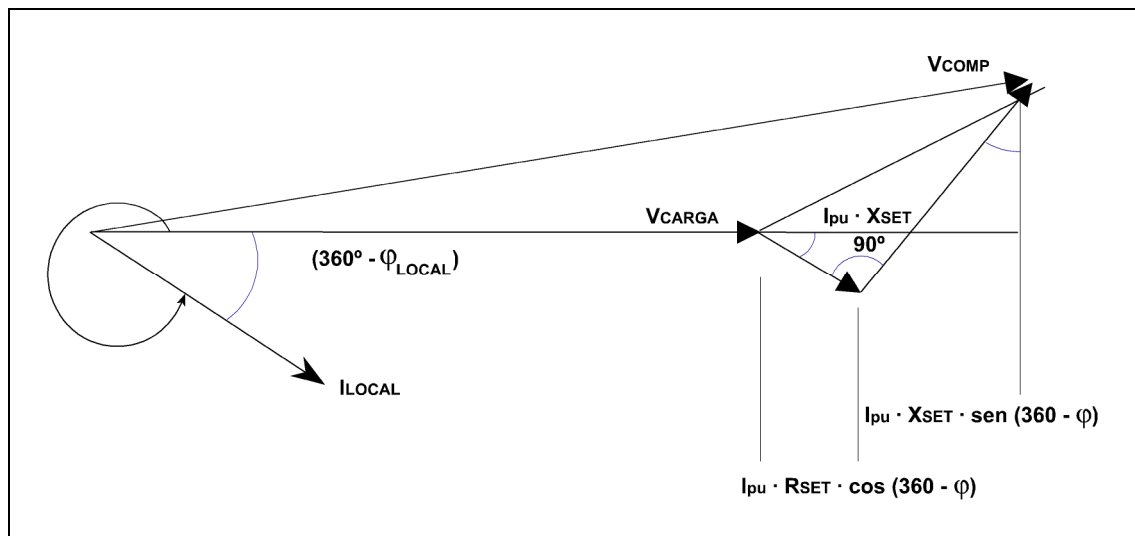 VCOMP
VCARGA
Ipu · XSET
90º
(360º - φLOCAL)
ILOCAL
Ipu · XSET · sen (360 - φ)
Ipu · RSET · cos (360 - φ)